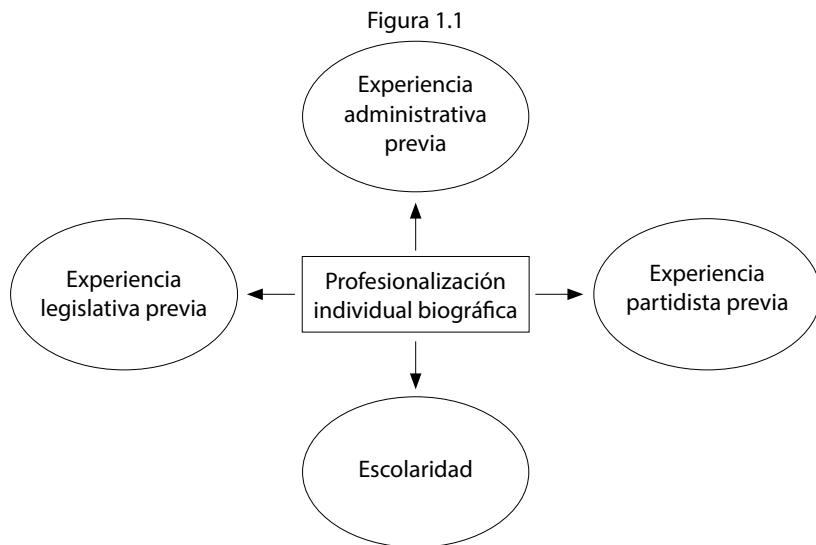 Figura 1.1
Experiencia
administrativa
previa
Experiencia
legislativa previa
Profesionalización
individual biográfica
Experiencia
partidista previa
Escolaridad